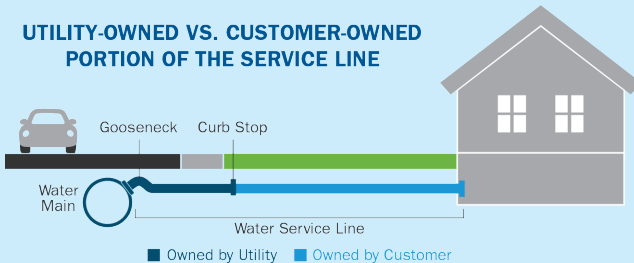 UTILITY-OWNED VS. CUSTOMER-OWNED
PORTION OF THE SERVICE LINE
Gooseneck
Curb Stop
Water
Main
Water Service Line
Owned by Utility
Owned by Customer